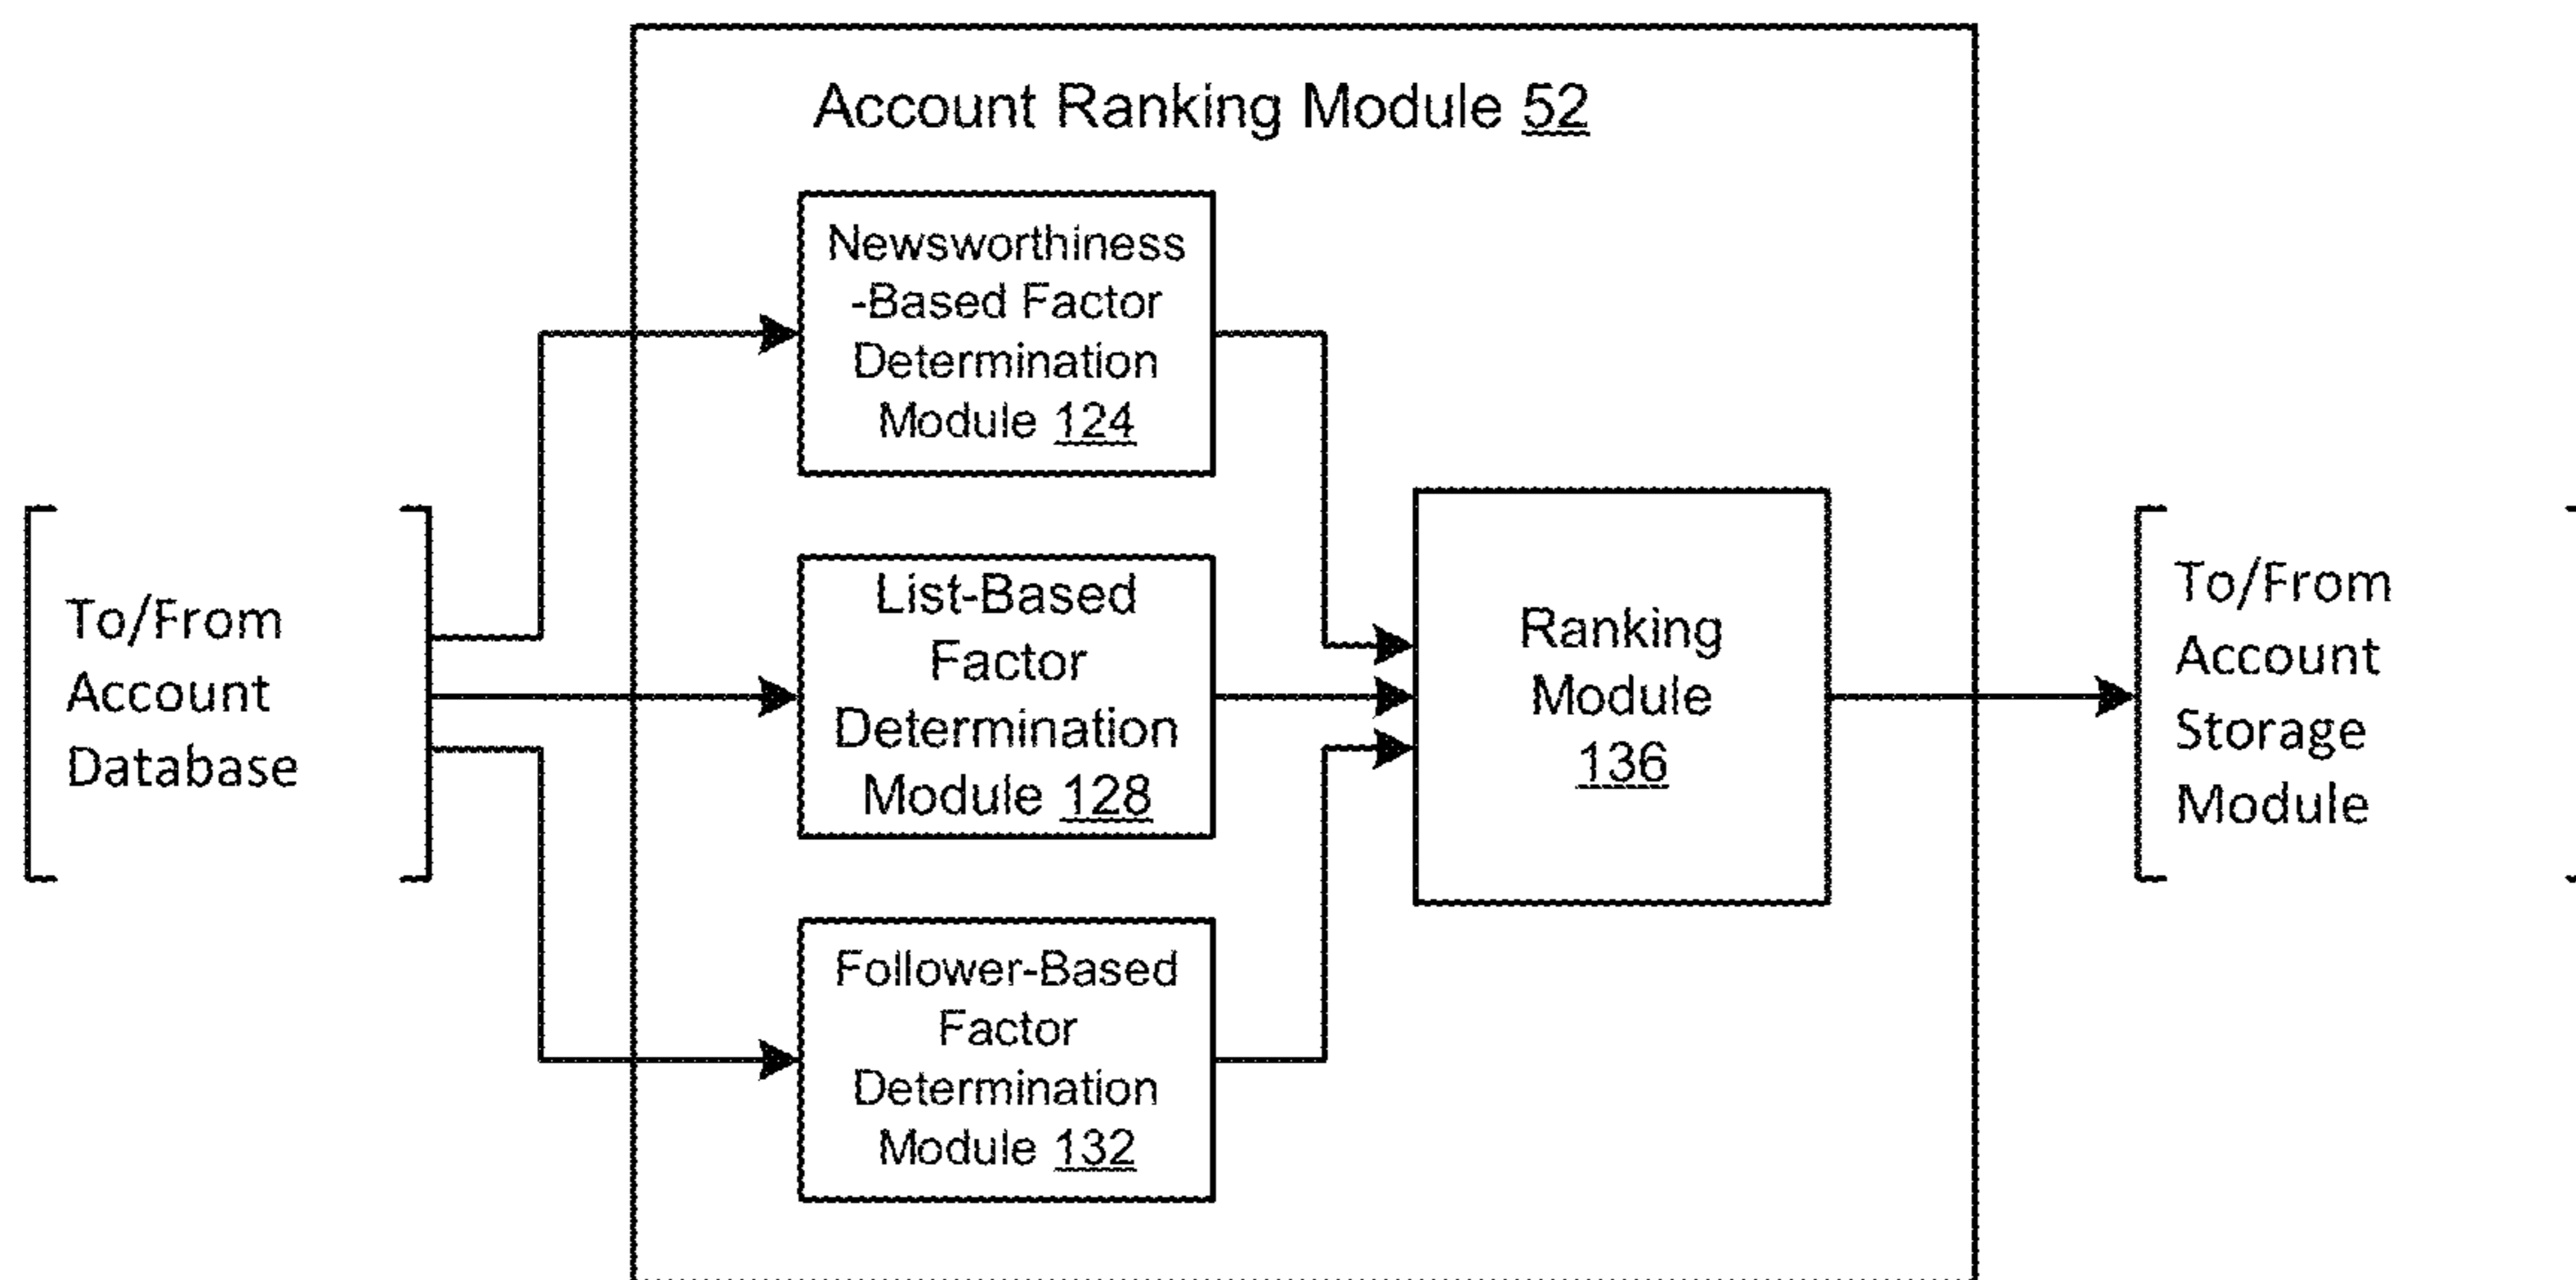 Account Ranking Module 52
Newsworthiness
-Based Factor
Determination
Module 124
To/From
Account
Database
List-Based
Factor
Determination
Module 128
Ranking
Module
136
To/From
Account
Storage
Module
Follower-Based
Factor
Determination
Module 132